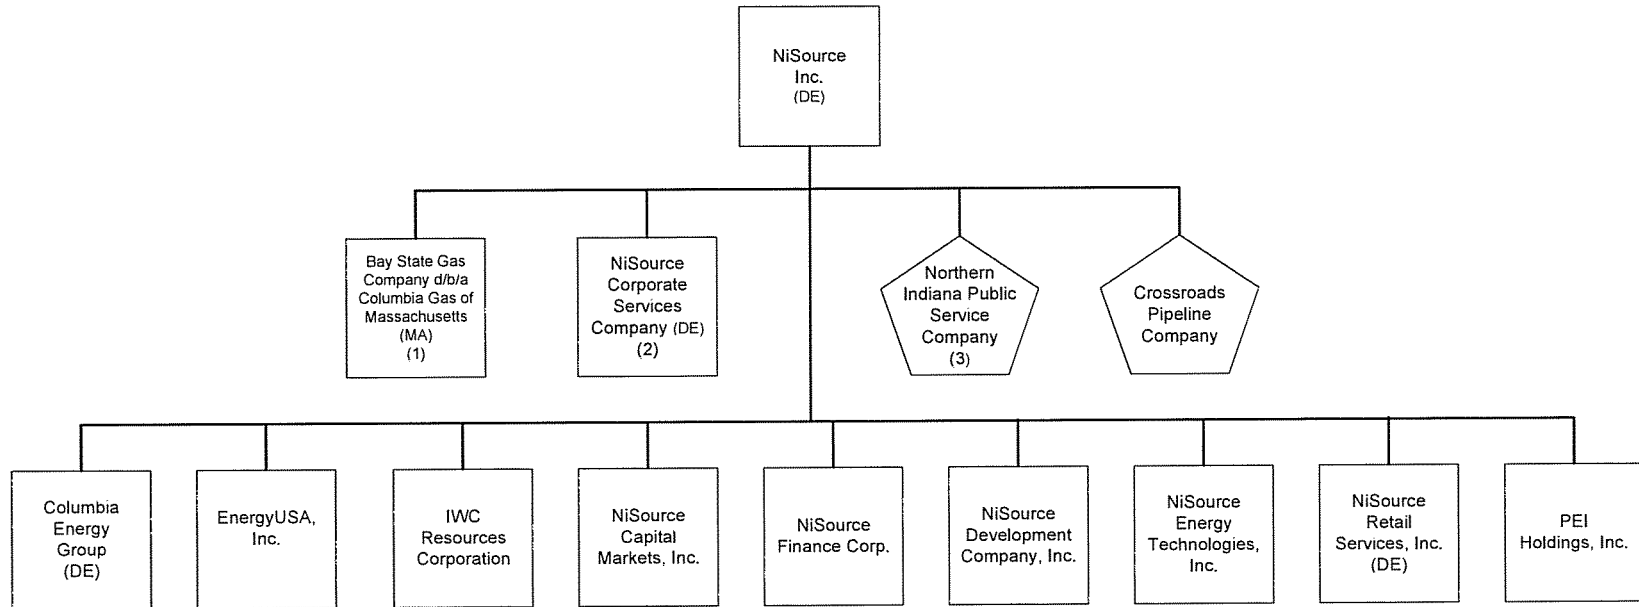 NiSource
Inc.
(DE)
Bay State Gas
Company d/b/a
Columbia Gas of
Massachusetts
(MA)
(1)
NiSource
Corporate
Services
Company (DE)
(2)
Northern
Indiana Public
Service
Company
(3)
Crossroads
Pipeline
Company
Columbia
Energy
Group
(DE)
EnergyUSA,
Inc.
IWC
Resources
Corporation
NiSource
Capital
Markets, Inc.
NiSource
Finance Corp.
NiSource
Development
Company, Inc.
NiSource
Energy
Technologies,
Inc.
NiSource
Retail
Services, Inc.
(DE)
PEI
Holdings, Inc.